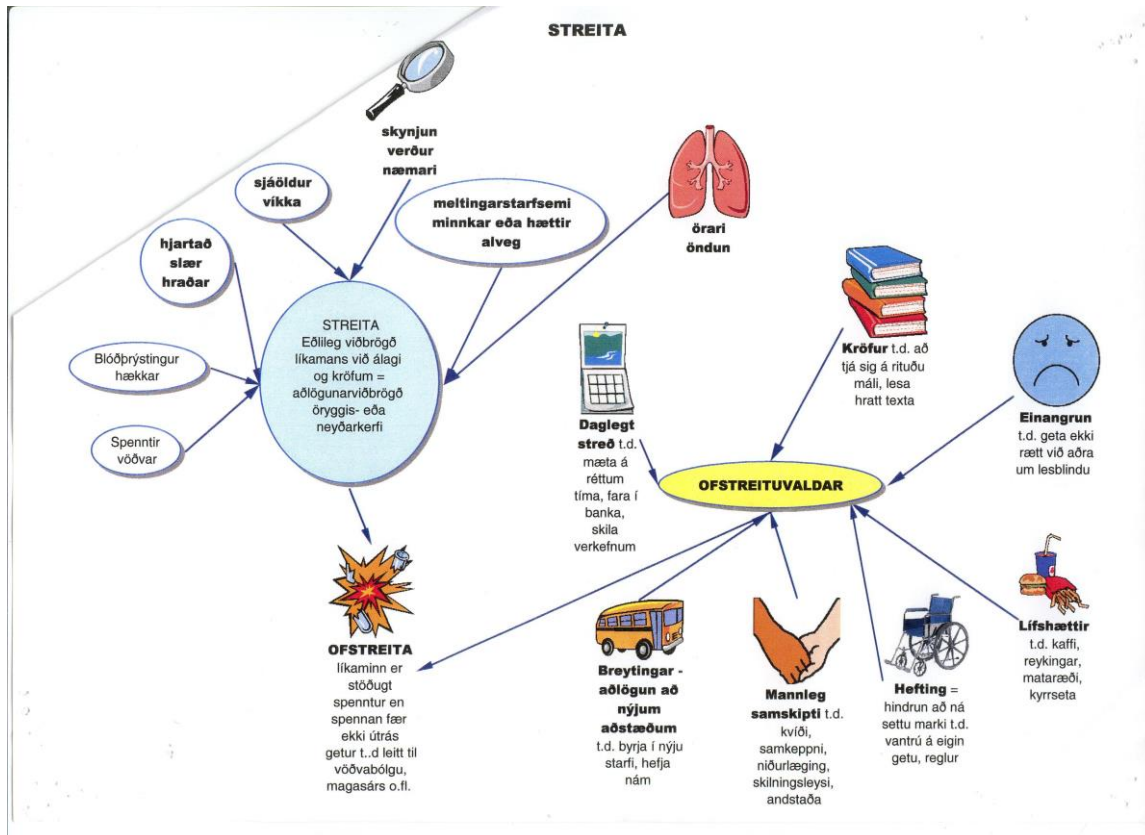 STREITA
skynjun
verður
næmari
sjáöldur
víkka
meltingarstarfsemi
minnkar eða hættir
alveg
örari
öndun
hjartað
slær
hraðar
Blóðþrýstingur
hækkar
Spenntir
vöðvar
STREITA
Eðlileg viðbrögð
líkamans við álagi
og kröfum =
aðlögunarviðbrögð
öryggis- eða
neyðarkerfi
OFSTREITA
líkaminn er
stöðugt
spenntur en
spennan fær
ekki útrás
getur t..d leitt til
vöðvabólgu,
magasárs o.fl.
Daglegt
streð t.d.
mæta á
réttum
tíma, fara í
banka,
skila
verkefnum
Kröfur t.d. að
tjá sig á rituðu
máli, lesa
hratt texta
Einangrun
t.d. geta ekki
rætt við aðra
um lesblindu
OFSTREITUVALDAR
Breytingar -
aðlögun að
nýjum
aðstæðum
t.d. byrja í nýju
starfi, hefja
nám
Mannleg
samskipti t.d.
kvíði,
samkeppni,
niðurlæging,
skilningsleysi,
andstaða
Hefting =
hindrun að ná
settu marki t.d.
vantrú á eigin
getu, reglur
Lífshættir
t.d. kaffi,
reykingar,
mataræði,
kyrrseta